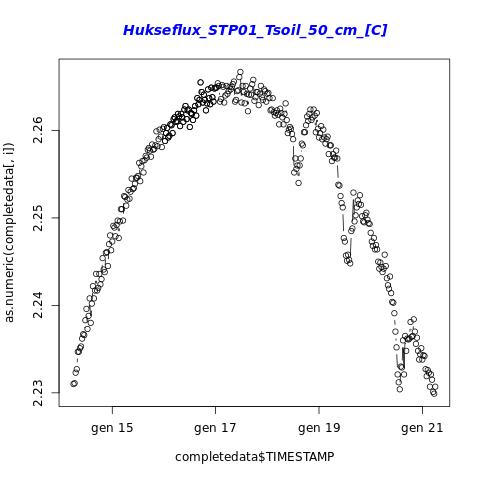 Hukseflux_STP01_Tsoil_50_cm_[C]
as.numeric(completedata[, i])
2.26
2.25
2.24
2.23
gen 15
gen 17
gen 19
gen 21
completedata$TIMESTAMP